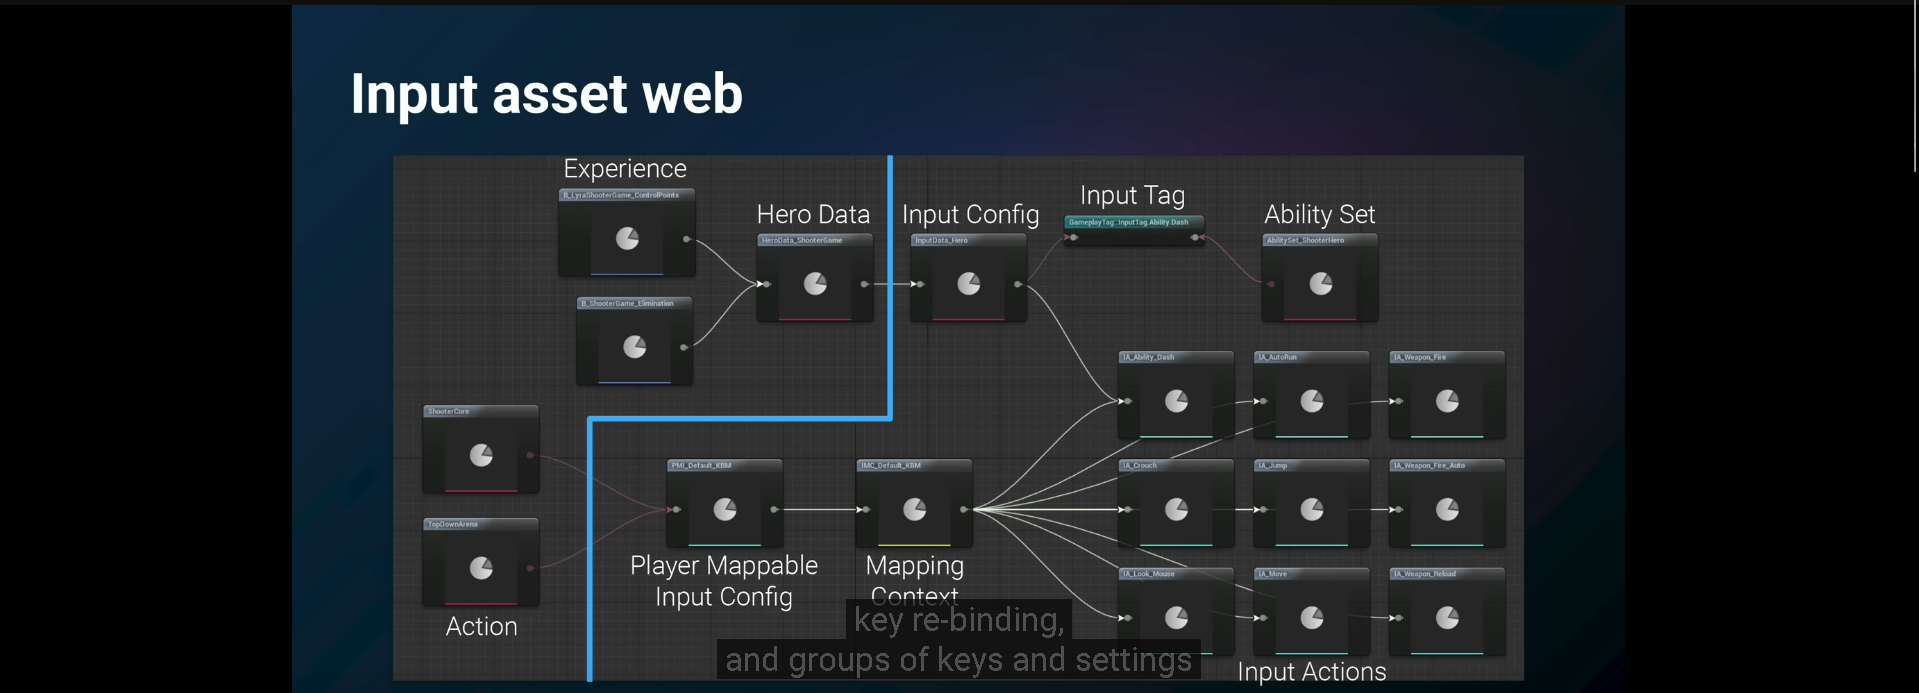 Input asset web
Experience
B_LyraShooterGame_ControlPoints
Hero Data
HeroData_ShooterGame
Input Config
InputData_Hero
Input Tag
GameplayTag: InputTag.Ability.Dash
Ability Set
AbilitySet_ShooterHero
B_ShooterGame_Elimination
IA_Ability_Dash
IA_AutoRun
IA_Weapon_Fire
ShooterCore
PMI_Default_KBM
IMC_Default_KBM
IA_Crouch
IA_Jump
IA_Weapon_Fire_Auto
TopDownArena
Player Mappable
Input Config
Mapping
Context
IA_Look_Mouse
IA_Move
IA_Weapon_Reload
Action
key re-binding,
and groups of keys and settings
Input Actions